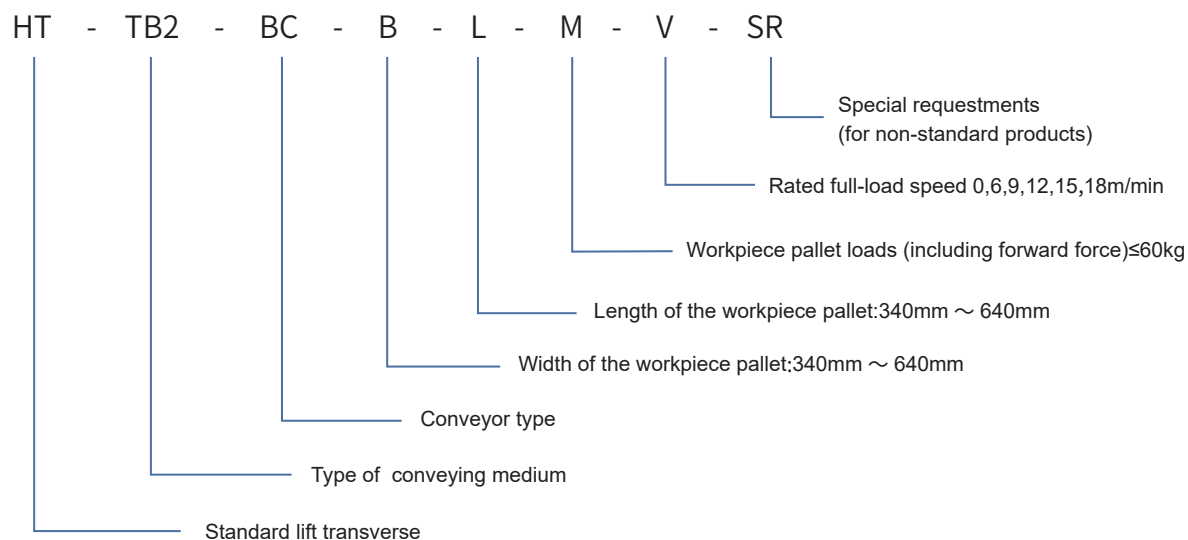 HT - TB2 - BC - B - L - M - V - SR
Special requestments
(for non-standard products)
Rated full-load speed 0,6,9,12,15,18m/min
Workpiece pallet loads (including forward force)≤60kg
Length of the workpiece pallet:340mm ～ 640mm
Width of the workpiece pallet:340mm ～ 640mm
Conveyor type
Type of conveying medium
Standard lift transverse